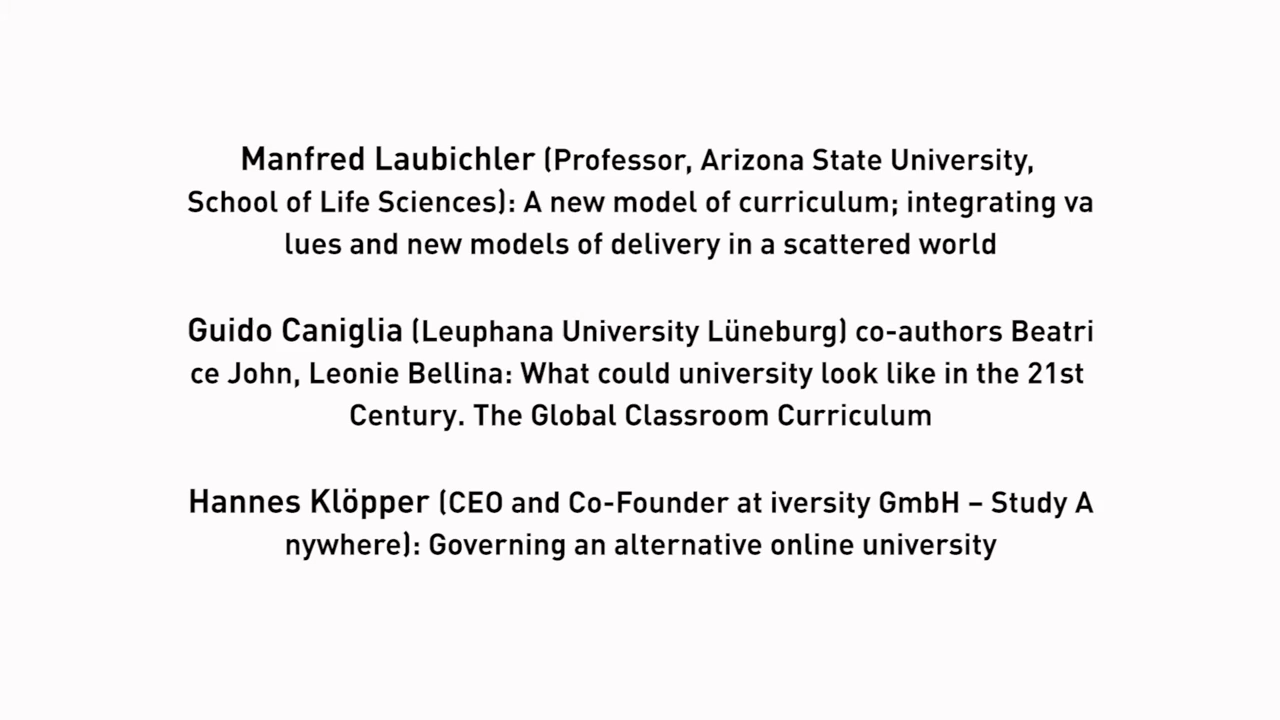 Manfred Laubichler (Professor, Arizona State University,
School of Life Sciences): A new model of curriculum; integrating va
lues and new models of delivery in a scattered world
Guido Caniglia (Leuphana University Lüneburg) co-authors Beatri
ce John, Leonie Bellina: What could university look like in the 21st
Century. The Global Classroom Curriculum
Hannes Klöpper (CEO and Co-Founder at iversity GmbH – Study A
nywhere): Governing an alternative online university